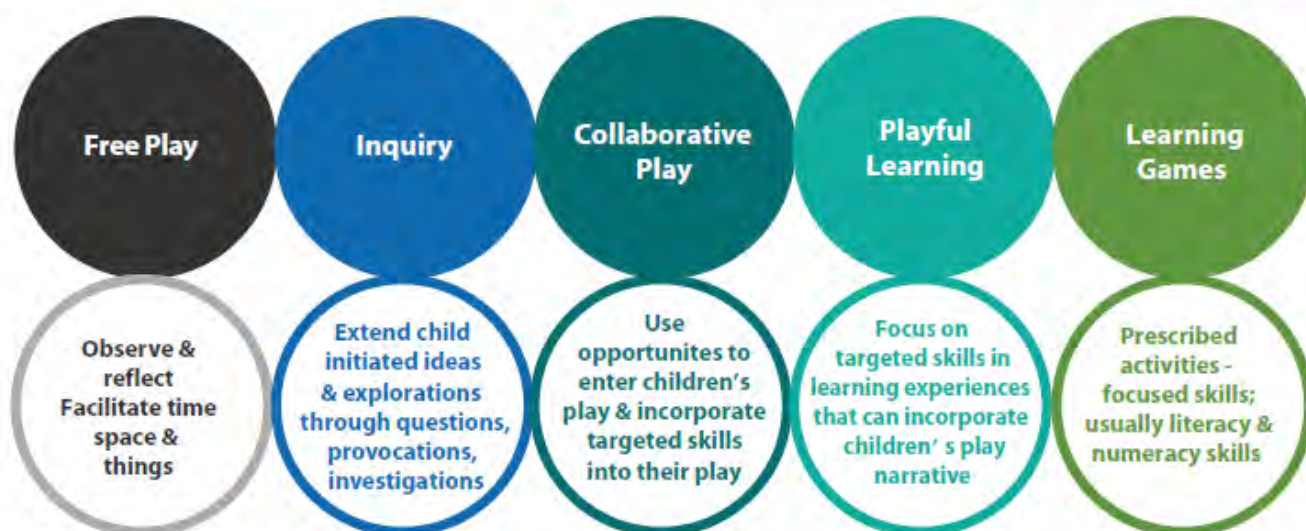 Free Play
Inquiry
Collaborative
Play
Playful
Learning
Learning
Games
Observe &
reflect
Facilitate time
space &
things
Extend child
initiated ideas
& explorations
through questions,
provocations,
investigations
Use
opportunites to
enter children's
play & incorporate
targeted skills
into their play
Focus on
targeted skills in
learning experiences
that can incorporate
children' s play
narrative
Prescribed
activities -
focused skills;
usually literacy &
numeracy skills